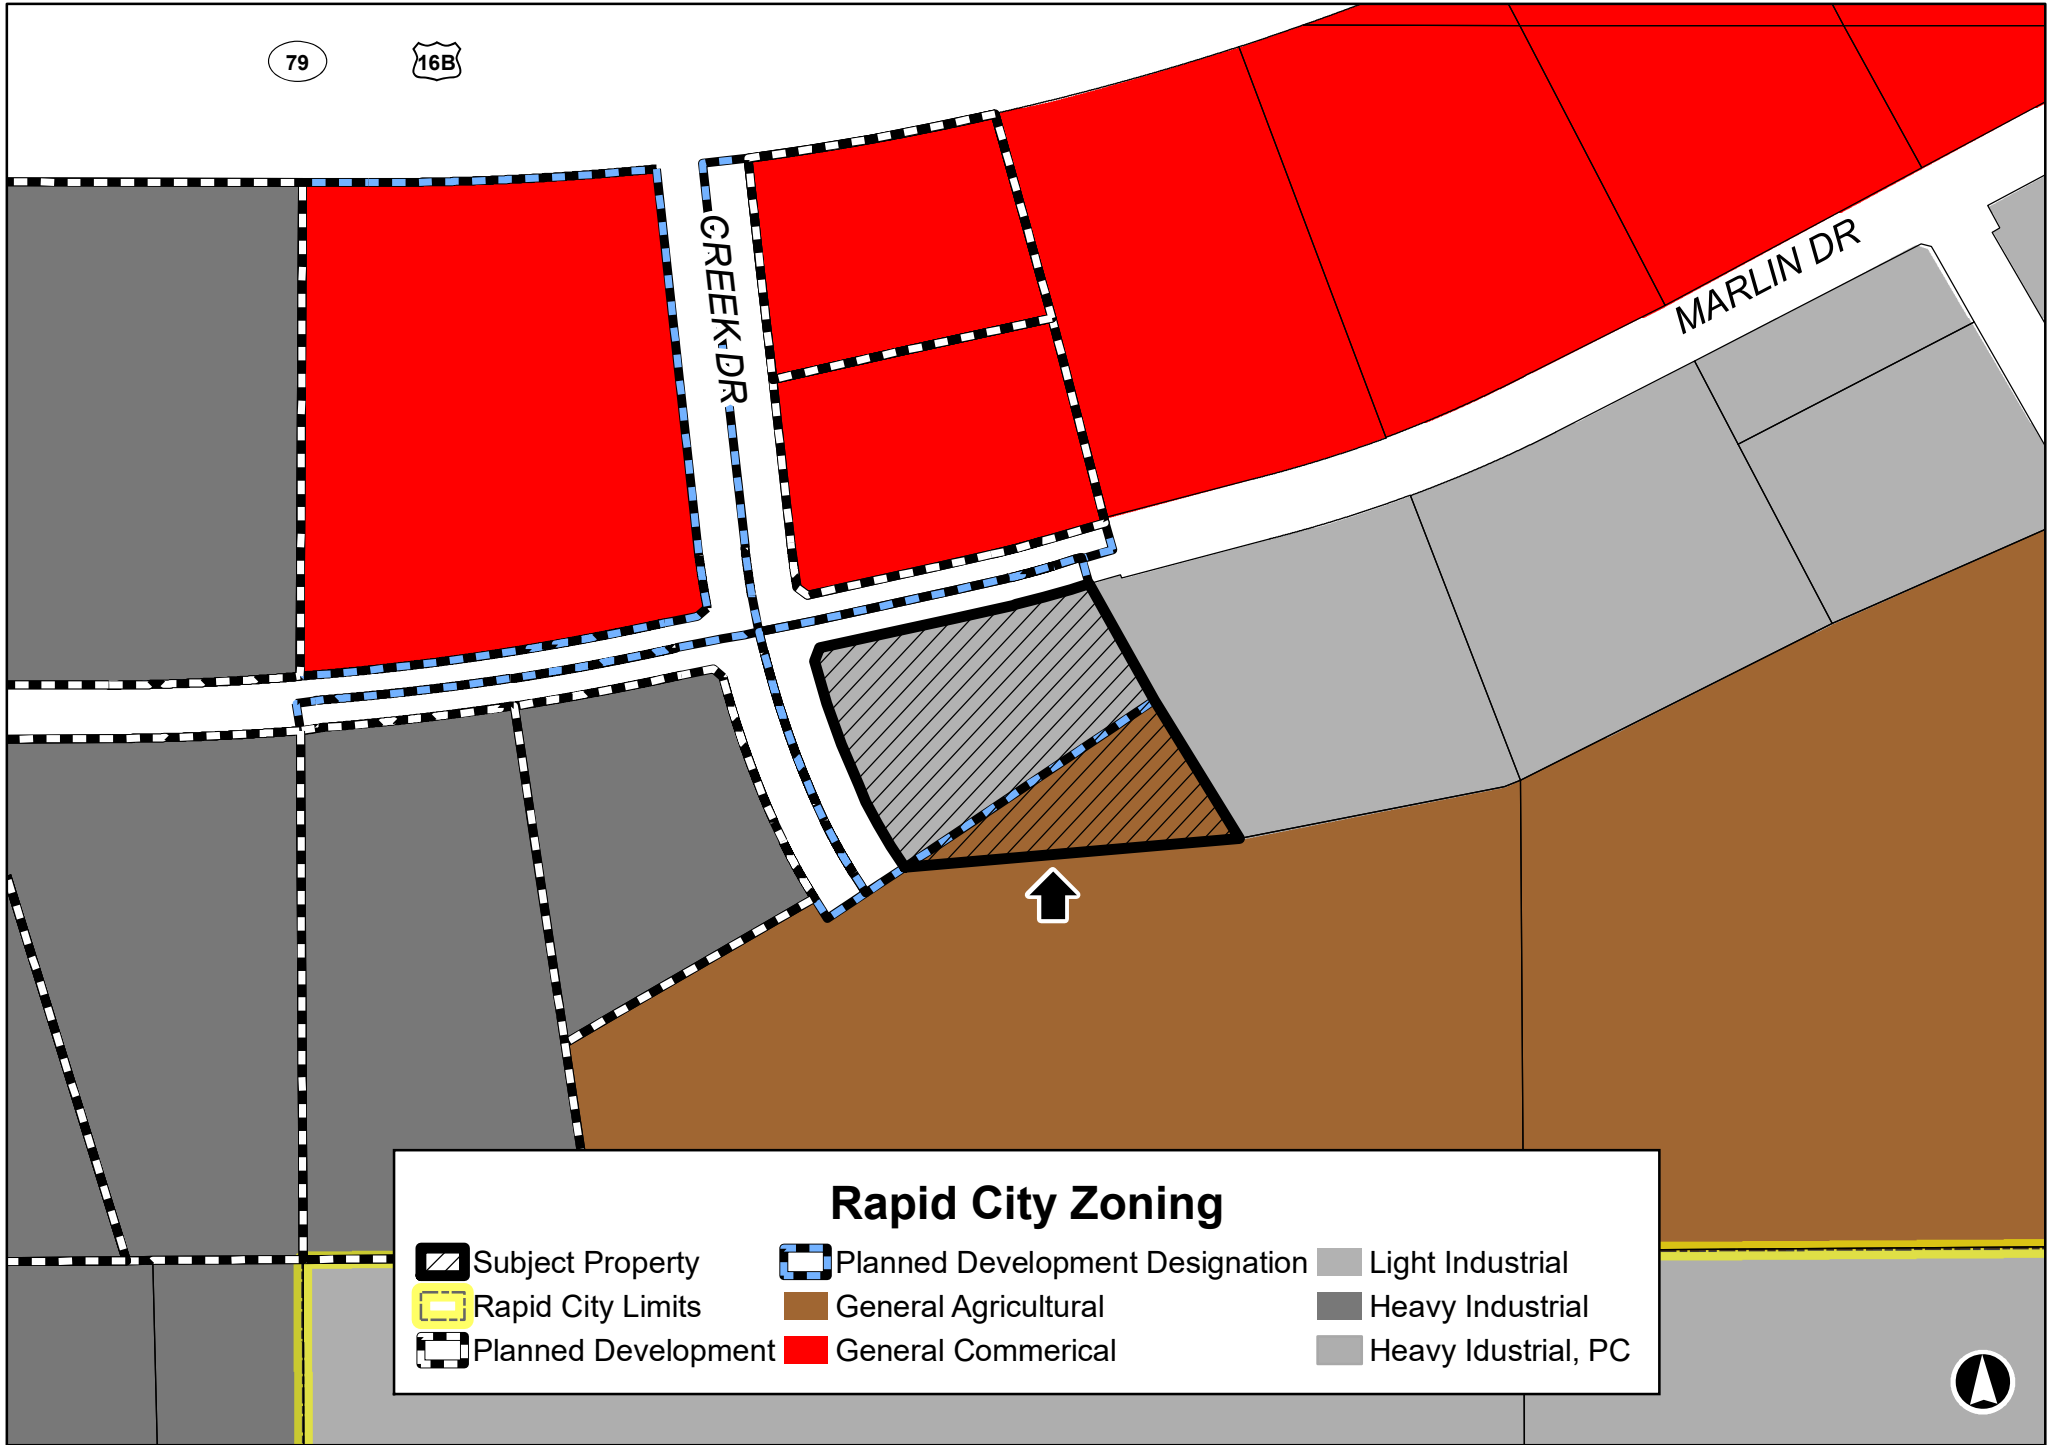 79
16B
CREEK DR
MARLIN DR
Rapid City Zoning
Subject Property
Rapid City Limits
Planned Development
Planned Development Designation
General Agricultural
General Commerical
Light Industrial
Heavy Industrial
Heavy Idustrial, PC